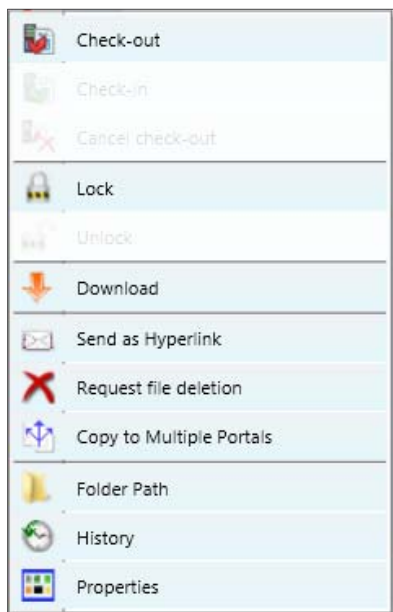 Check-out
Check-in
Cancel check-out
Lock
Unlock
Download
Send as Hyperlink
Request file deletion
Copy to Multiple Portals
Folder Path
History
Properties